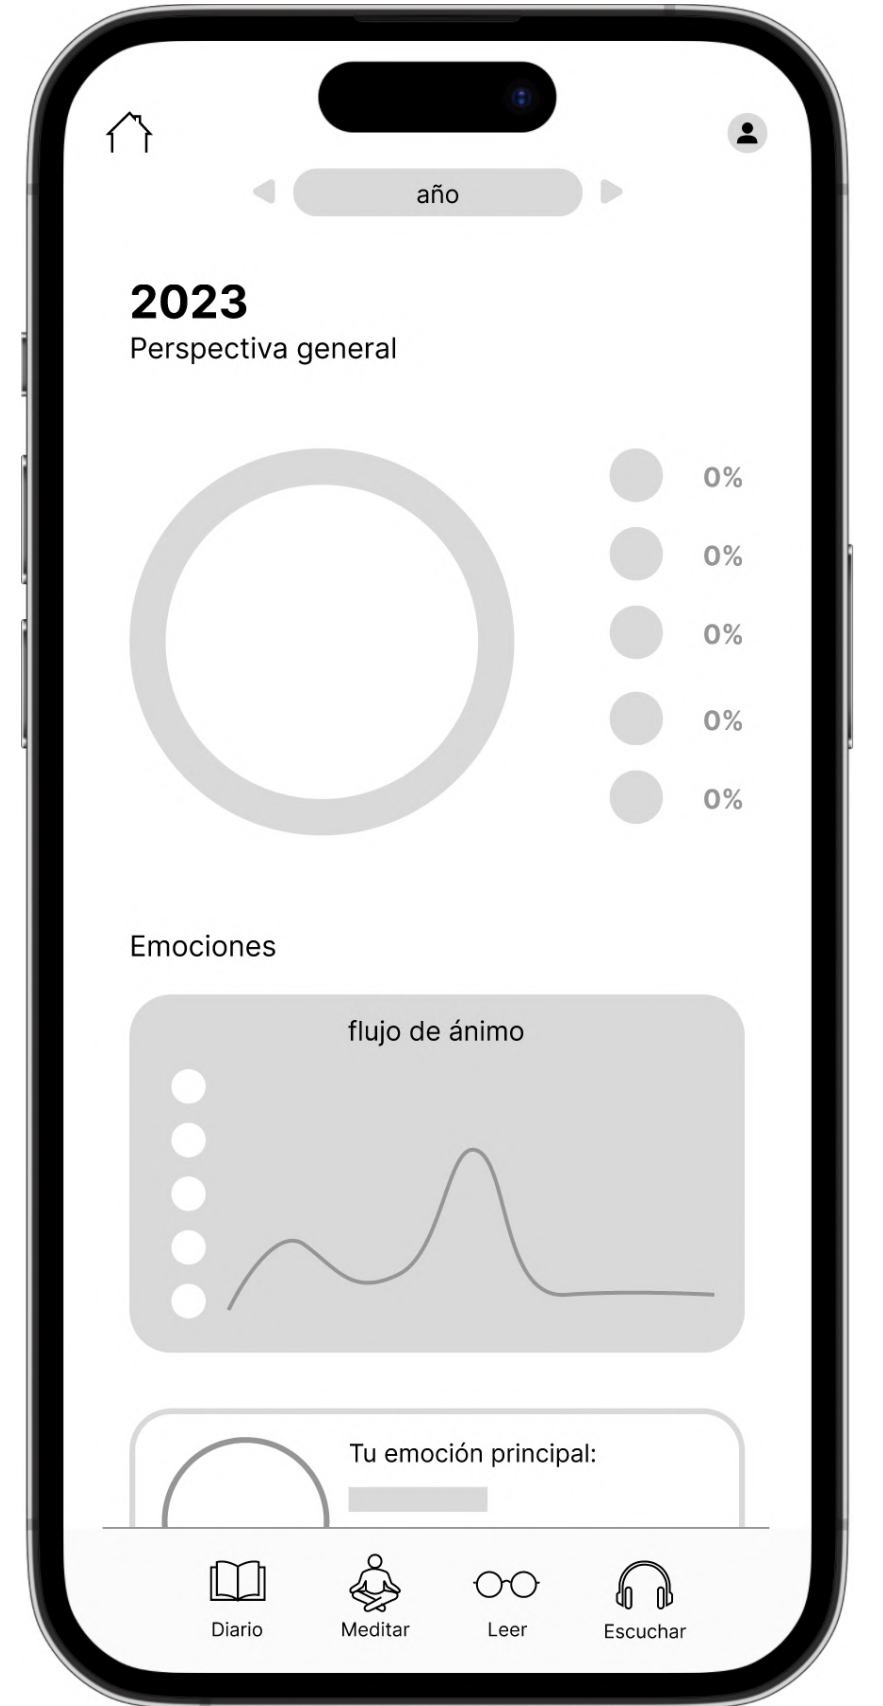 año
2023
Perspectiva general
0%
0%
0%
0%
0%
Emociones
flujo de ánimo
Tu emoción principal:
Diario
Meditar
Leer
Escuchar